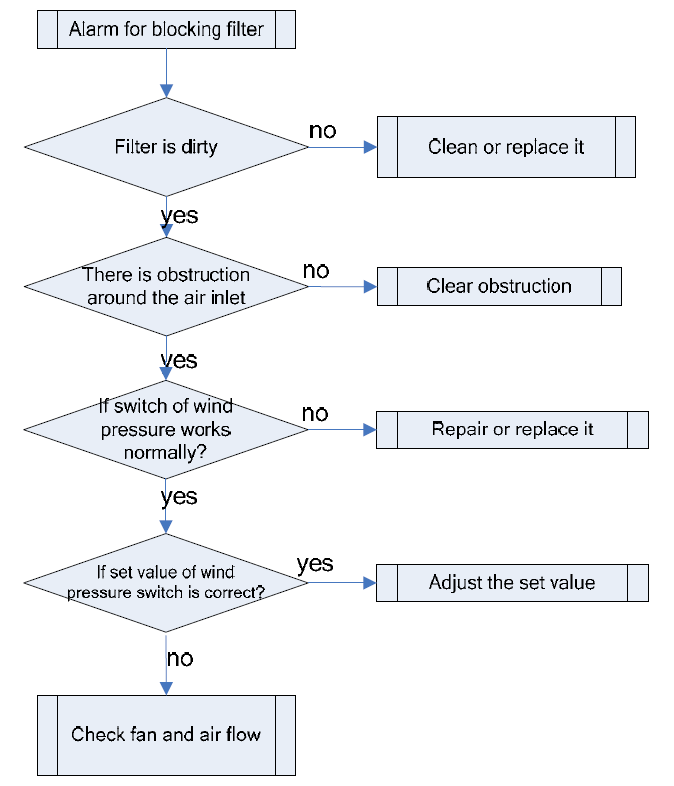 Alarm for blocking filter
Filter is dirty
no
Clean or replace it
yes
There is obstruction
around the air inlet
no
Clear obstruction
yes
If switch of wind
pressure works
normally?
no
Repair or replace it
yes
If set value of wind
pressure switch is correct?
yes
Adjust the set value
no
Check fan and air flow